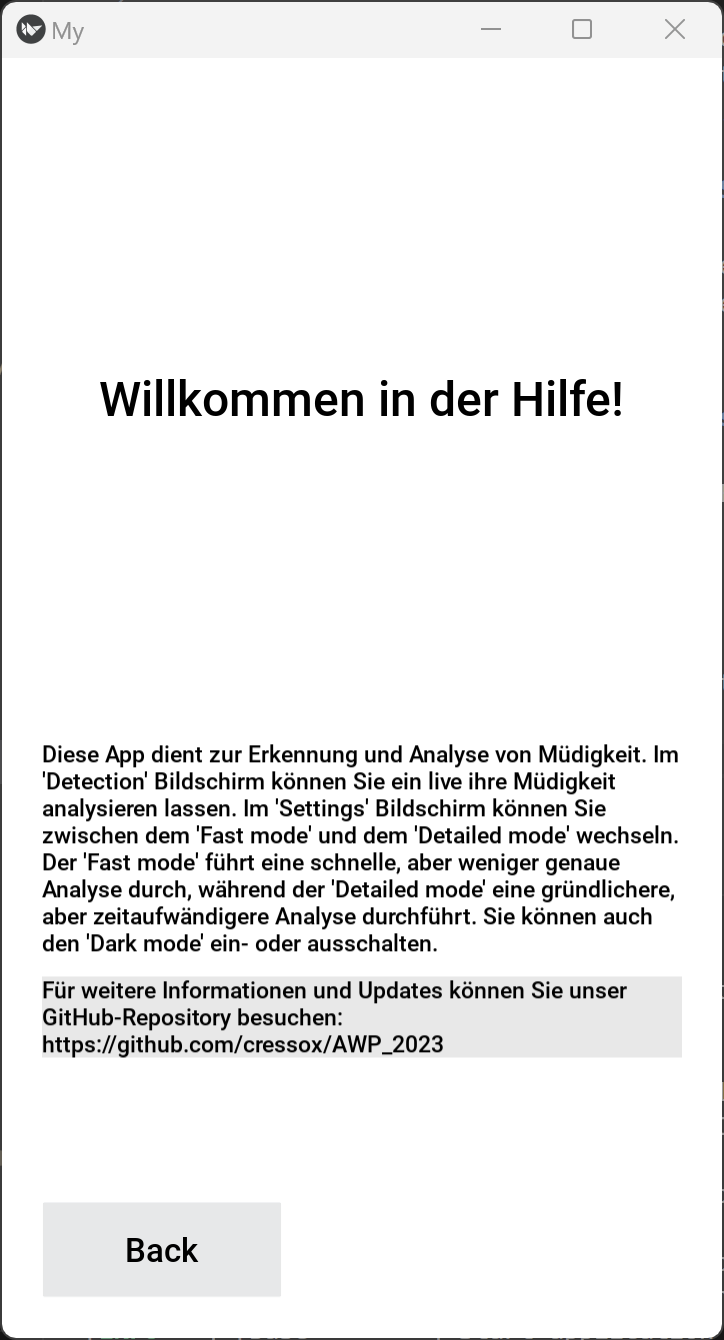 My
Willkommen in der Hilfe!
Diese App dient zur Erkennung und Analyse von Müdigkeit. Im
'Detection' Bildschirm können Sie ein live ihre Müdigkeit
analysieren lassen. Im 'Settings' Bildschirm können Sie
zwischen dem 'Fast mode' und dem 'Detailed mode' wechseln.
Der 'Fast mode' führt eine schnelle, aber weniger genaue
Analyse durch, während der 'Detailed mode' eine gründlichere,
aber zeitaufwändigere Analyse durchführt. Sie können auch
den 'Dark mode' ein- oder ausschalten.
Für weitere Informationen und Updates können Sie unser
GitHub-Repository besuchen:
https://github.com/cressox/AWP_2023
Back